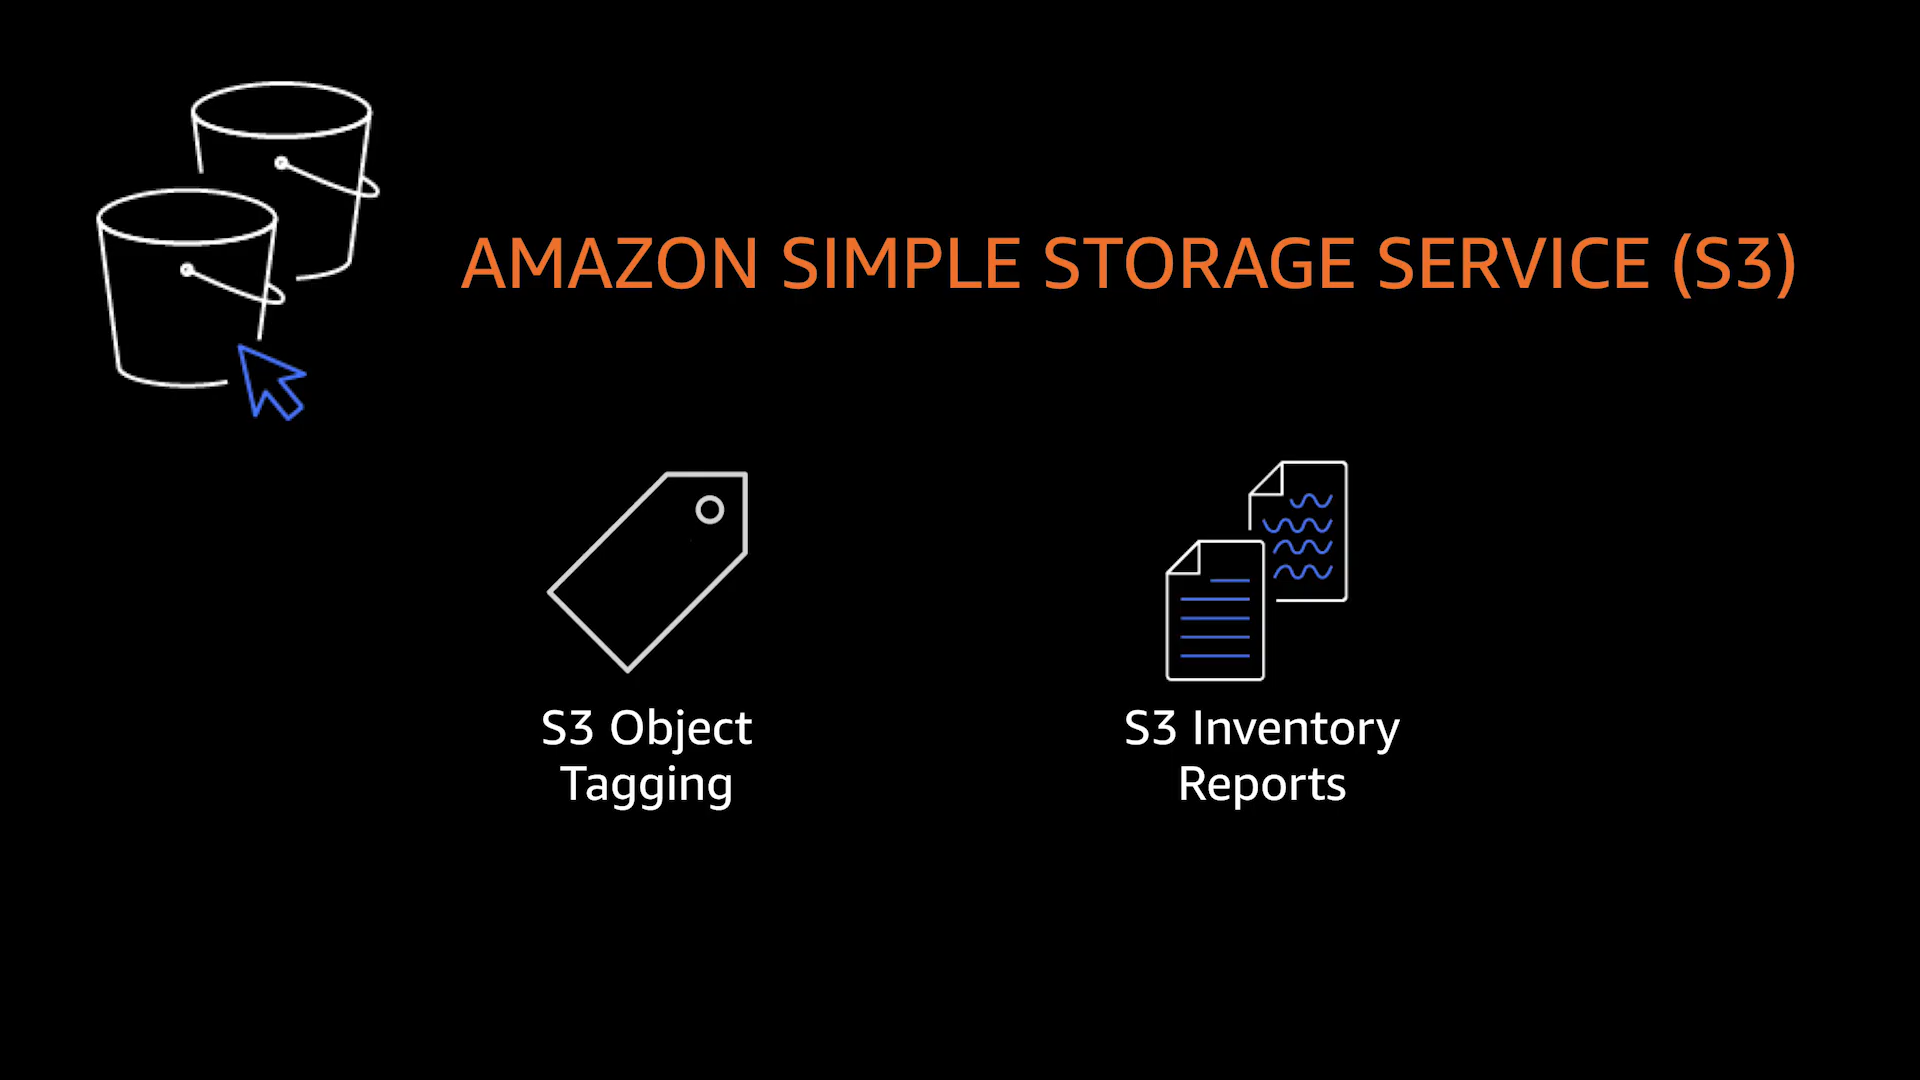 AMAZON SIMPLE STORAGE SERVICE (S3)
S3 Object
Tagging
S3 Inventory
Reports